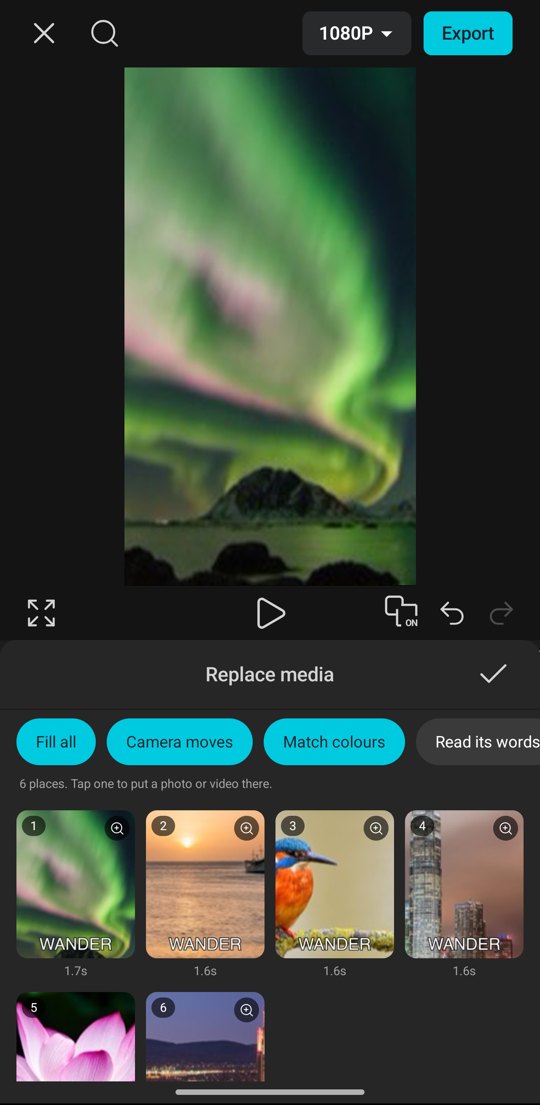 1080P
Export
ON
Replace media
Fill all
Camera moves
Match colours
Read its words
6 places. Tap one to put a photo or video there.
1
2
3
4
WANDER
WANDER
WANDER
WANDER
1.7s
1.6s
1.6s
1.6s
5
6